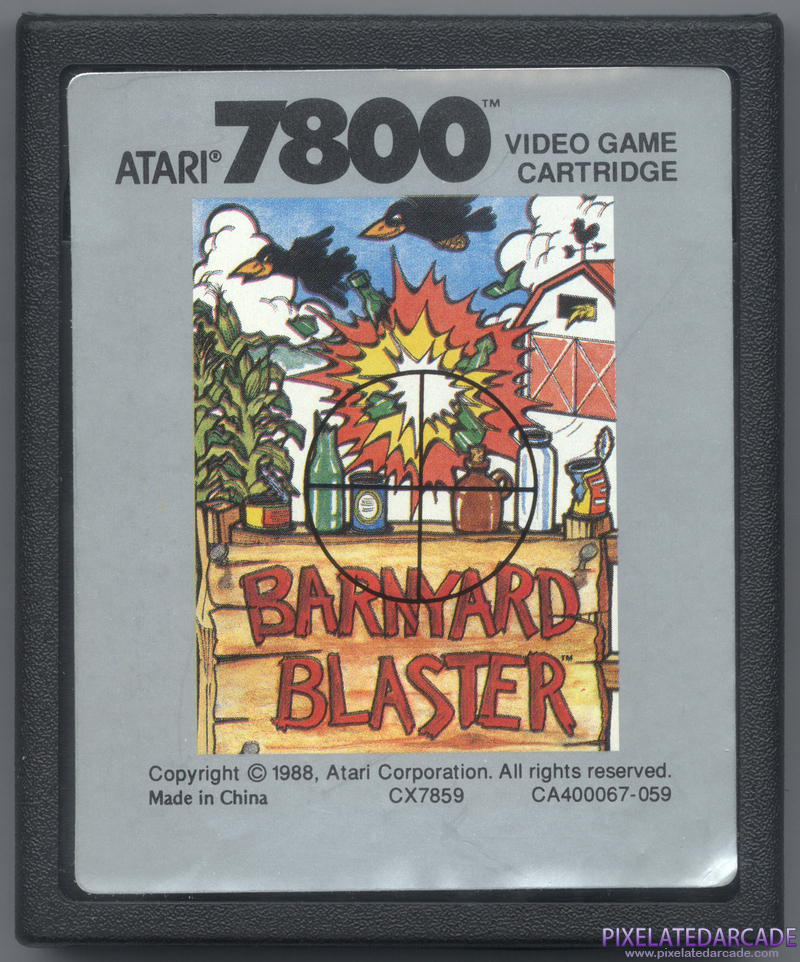 ATARI® 7800™ VIDEO GAME
CARTRIDGE
BARNYARD
BLASTER™
Copyright © 1988, Atari Corporation. All rights reserved.
Made in China CX7859 CA400067-059
PIXELATEDARCADE
www.pixelatedarcade.com